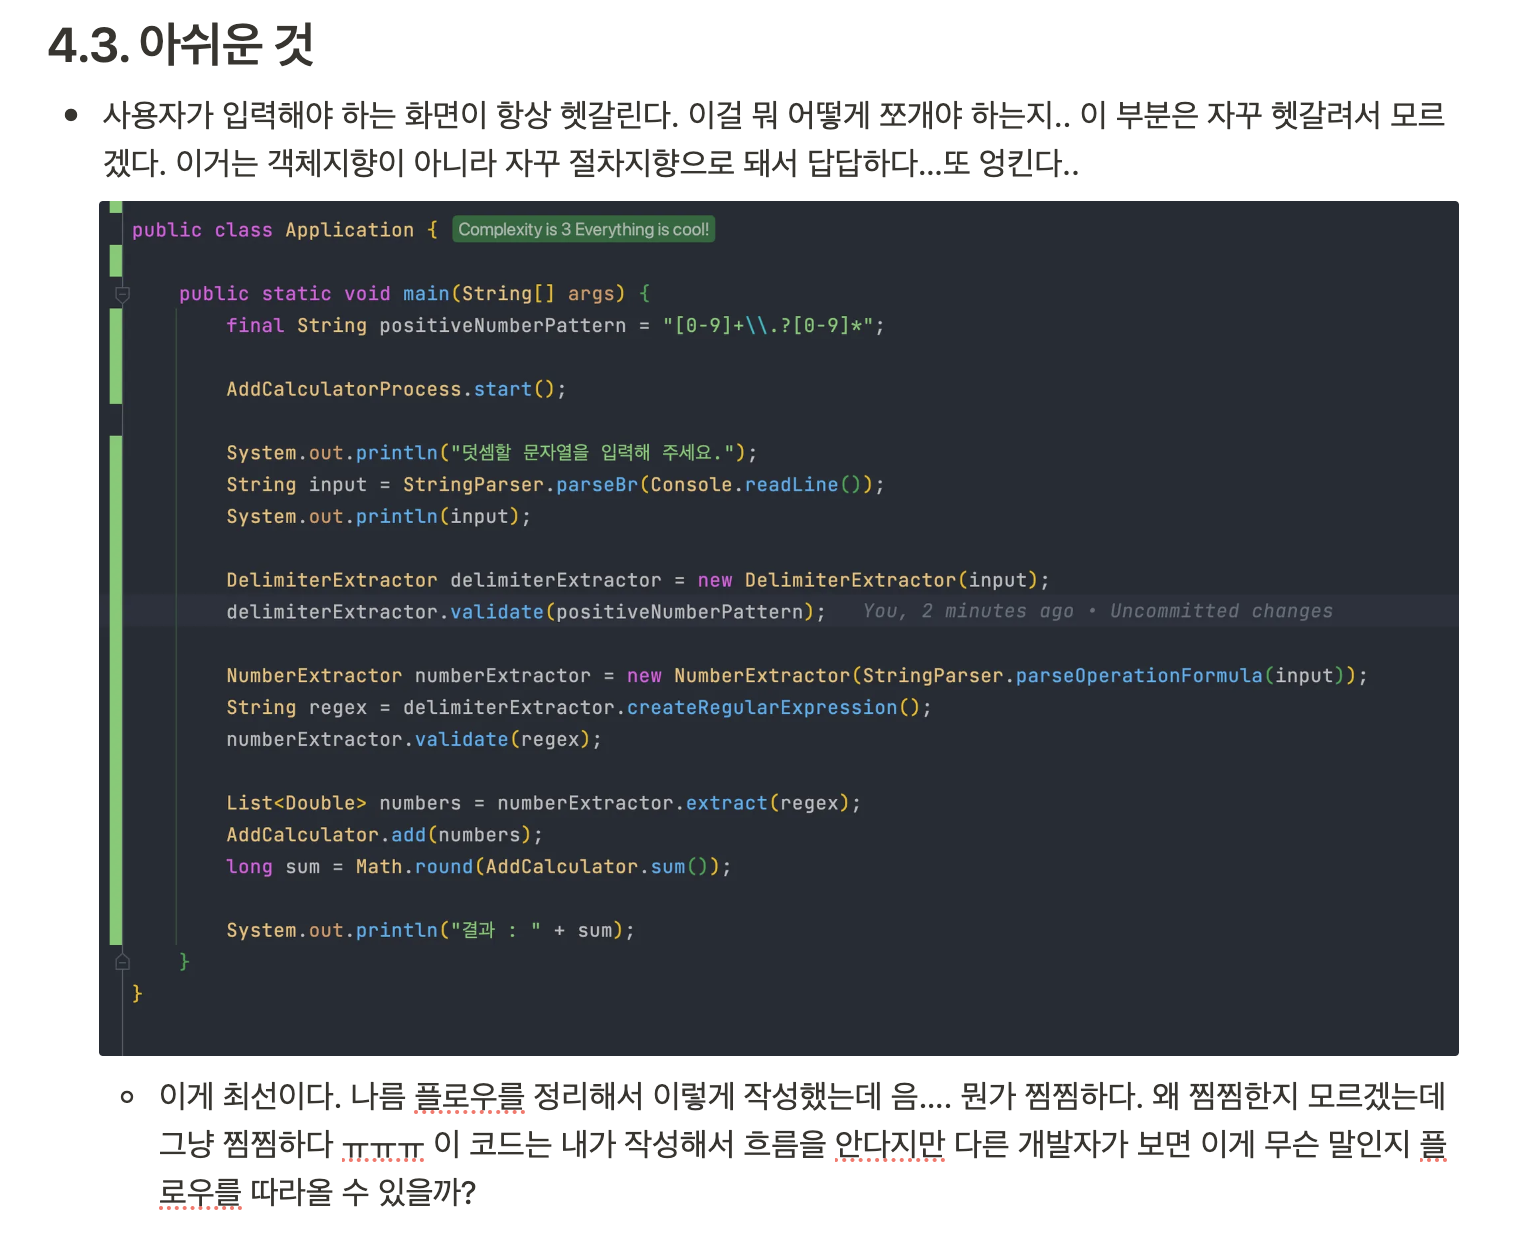 4.3. 아쉬운 것
사용자가 입력해야 하는 화면이 항상 헷갈린다. 이걸 뭐 어떻게 쪼개야 하는지.. 이 부분은 자꾸 헷갈려서 모르
겠다. 이거는 객체지향이 아니라 자꾸 절차지향으로 돼서 답답하다...또 엉킨다..
public class Application { Complexity is 3 Everything is cool!
public static void main(String[] args) {
final String positiveNumberPattern = "[0-9]+\\.?[0-9]*";
AddCalculatorProcess.start();
System.out.println("덧셈할 문자열을 입력해 주세요.");
String input = StringParser.parseBr(Console.readLine());
System.out.println(input);
DelimiterExtractor delimiterExtractor = new DelimiterExtractor(input);
delimiterExtractor.validate(positiveNumberPattern); You, 2 minutes ago • Uncommitted changes
NumberExtractor numberExtractor = new NumberExtractor(StringParser.parseOperationFormula(input));
String regex = delimiterExtractor.createRegularExpression();
numberExtractor.validate(regex);
List<Double> numbers = numberExtractor.extract(regex);
AddCalculator.add(numbers);
long sum = Math.round(AddCalculator.sum());
System.out.println("결과 : " + sum);
}
}
이게 최선이다. 나름 플로우를 정리해서 이렇게 작성했는데 음.... 뭔가 찜찜하다. 왜 찜찜한지 모르겠는데
그냥 찜찜하다 ㅠㅠㅠ 이 코드는 내가 작성해서 흐름을 안다지만 다른 개발자가 보면 이게 무슨 말인지 플
로우를 따라올 수 있을까?